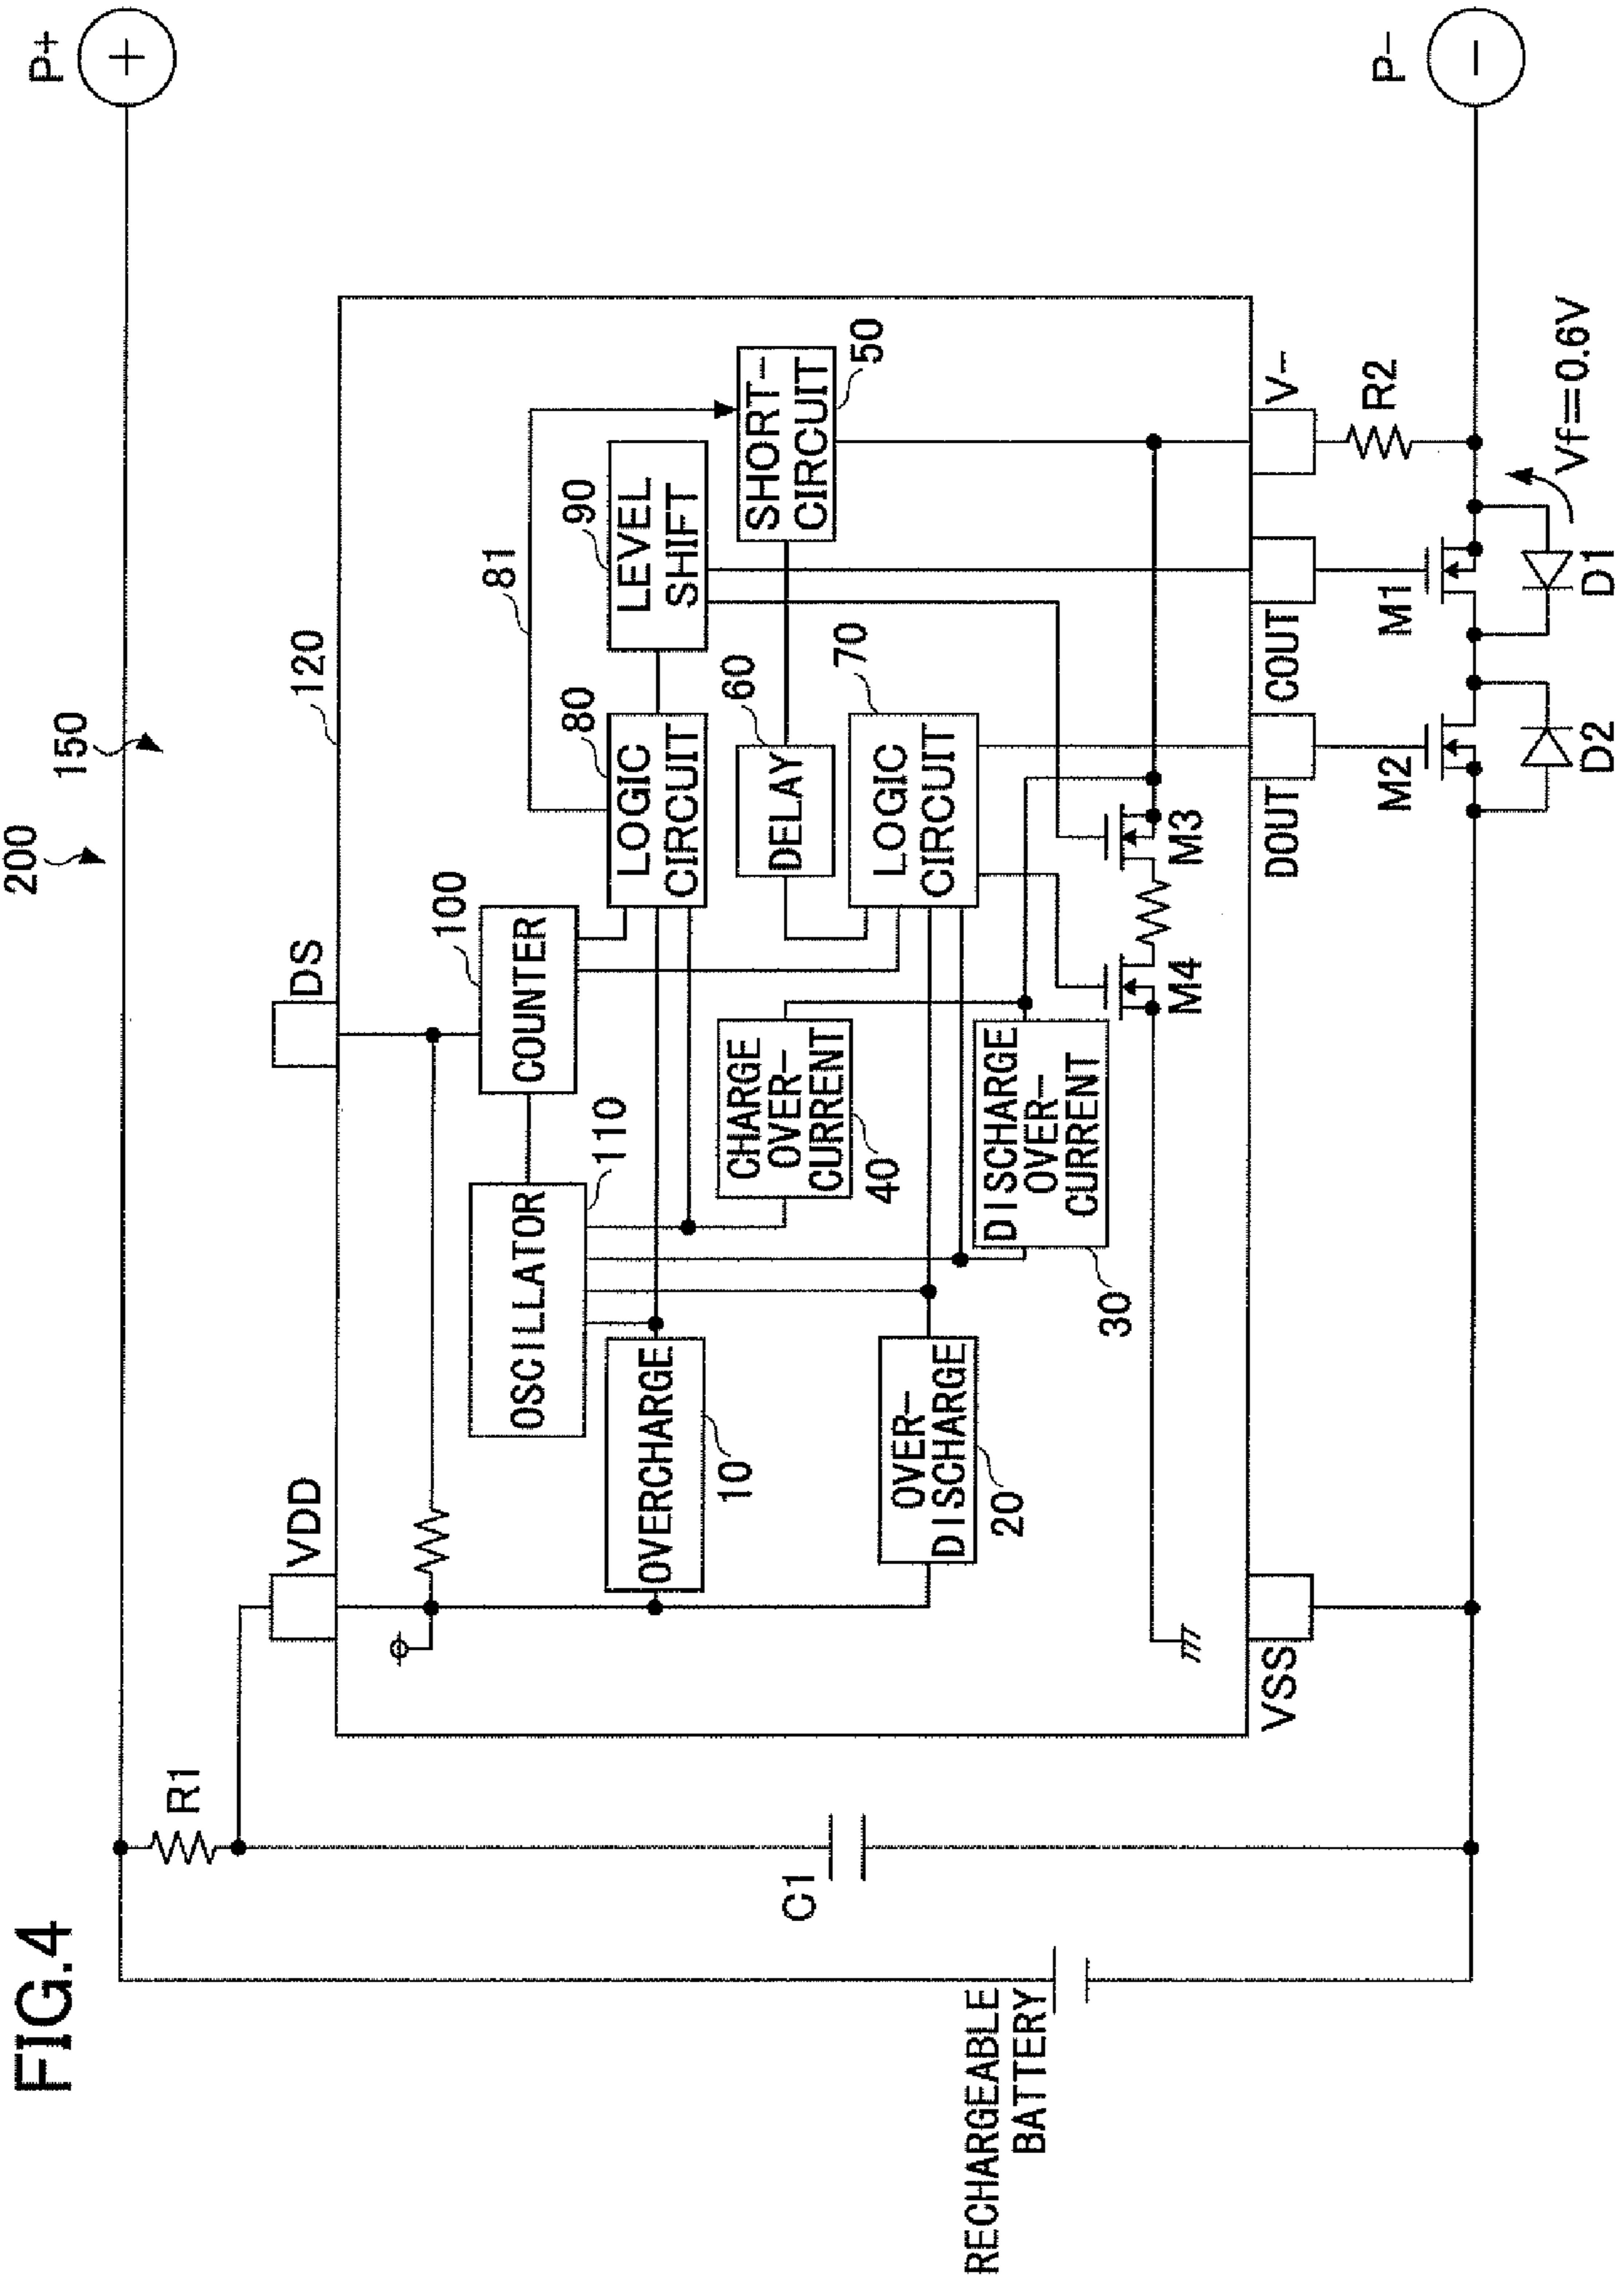 FIG.4
200
150
P+
+
R1
VDD
DS
120
81
OSCILLATOR
110
COUNTER
100
LOGIC
CIRCUIT
80
LEVEL
SHIFT
90
OVERCHARGE
10
CHARGE
OVER-
CURRENT
40
DELAY
60
SHORT-
CIRCUIT
50
C1
OVER-
DISCHARGE
20
DISCHARGE
OVER-
CURRENT
30
LOGIC
CIRCUIT
70
M4
M3
RECHARGEABLE
BATTERY
VSS
DOUT
COUT
V-
R2
M2
M1
P-
-
D2
D1
Vf=0.6V